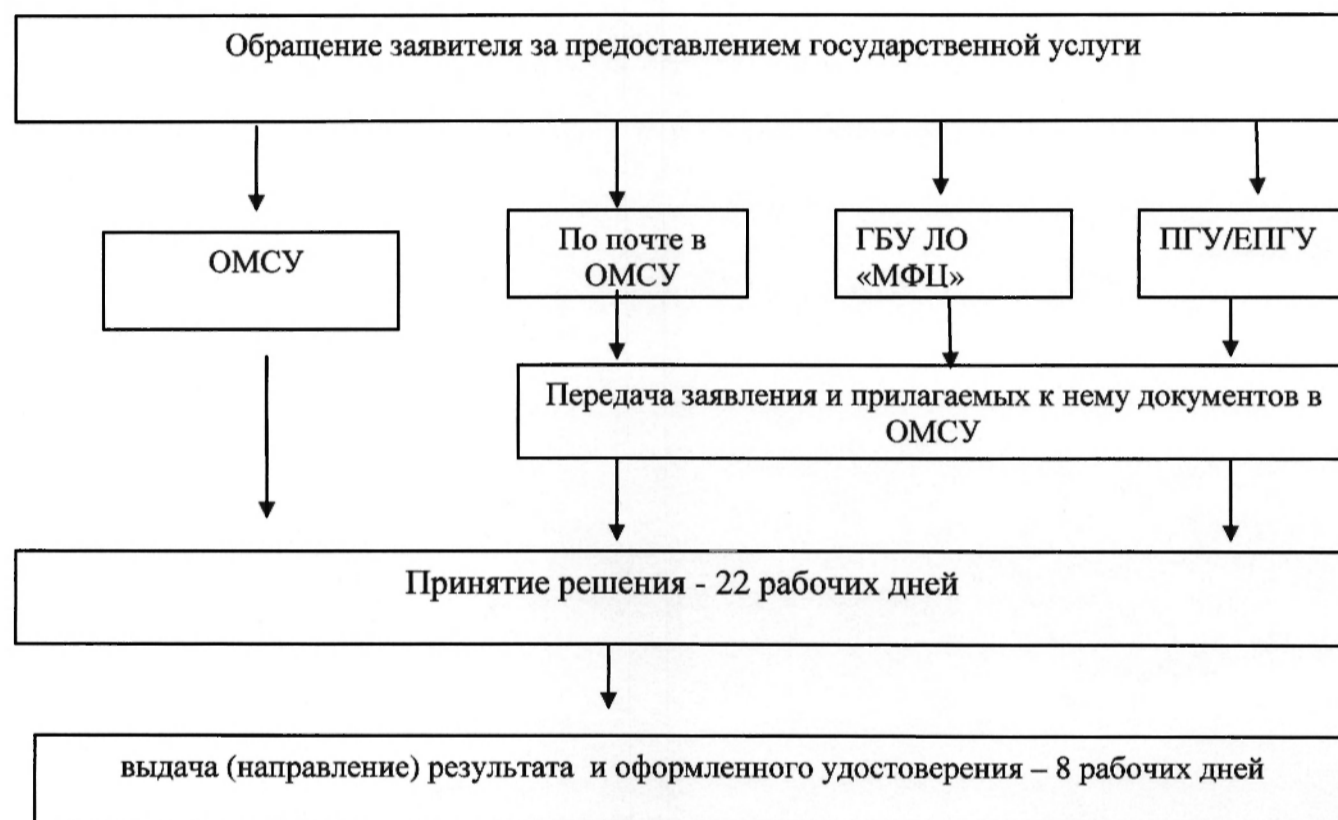 Обращение заявителя за предоставлением государственной услуги
ОМСУ
По почте в
ОМСУ
ГБУ ЛО
«МФЦ»
ПГУ/ЕПГУ
Передача заявления и прилагаемых к нему документов в
ОМСУ
Принятие решения - 22 рабочих дней
выдача (направление) результата и оформленного удостоверения – 8 рабочих дней